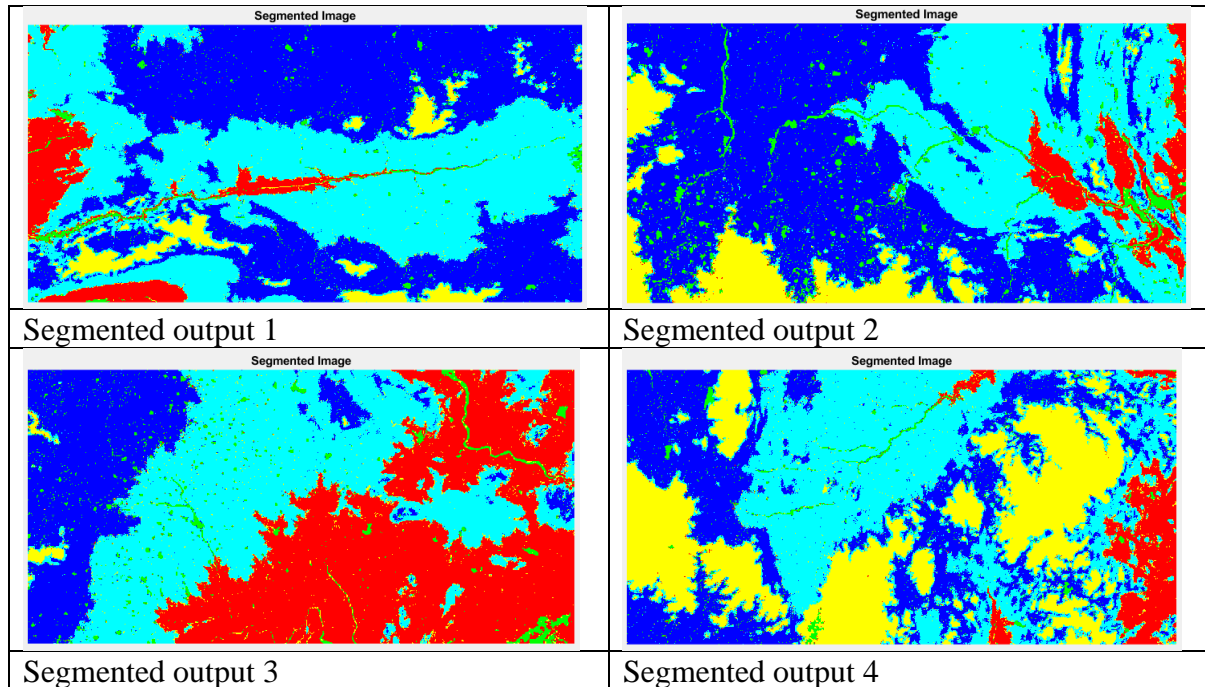 Segmented Image
Segmented Image
Segmented output 1
Segmented output 2
Segmented Image
Segmented Image
Segmented output 3
Segmented output 4